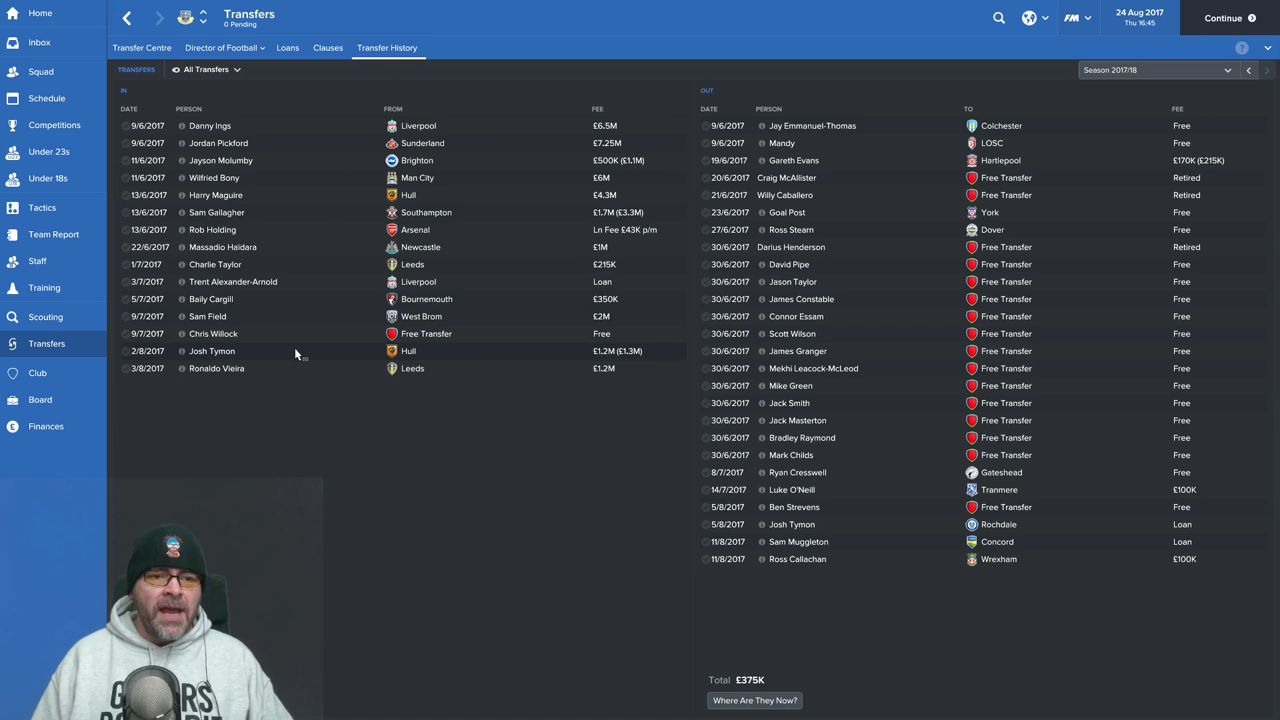 Transfers
0 Pending
FM
24 Aug 2017
Thu 16:45
Continue
Home
Inbox
Squad
Schedule
Competitions
Under 23s
Under 18s
Tactics
Team Report
Staff
Training
Scouting
Transfers
Club
Board
Finances
Transfer Centre Director of Football Loans Clauses Transfer History
TRANSFERS All Transfers Season 2017/18
IN
DATE PERSON FROM FEE
9/6/2017 Danny Ings Liverpool £6.5M
9/6/2017 Jordan Pickford Sunderland £7.25M
11/6/2017 Jayson Molumby Brighton £500K (£1.1M)
11/6/2017 Wilfried Bony Man City £6M
13/6/2017 Harry Maguire Hull £4.3M
13/6/2017 Sam Gallagher Southampton £1.7M (£3.3M)
13/6/2017 Rob Holding Arsenal Ln Fee £43K p/m
22/6/2017 Massadio Haïdara Newcastle £1M
1/7/2017 Charlie Taylor Leeds £215K
3/7/2017 Trent Alexander-Arnold Liverpool Loan
5/7/2017 Baily Cargill Bournemouth £350K
9/7/2017 Sam Field West Brom £2M
9/7/2017 Chris Willock Free Transfer Free
2/8/2017 Josh Tymon Hull £1.2M (£1.3M)
3/8/2017 Ronaldo Vieira Leeds £1.2M
OUT
DATE PERSON TO FEE
9/6/2017 Jay Emmanuel-Thomas Colchester Free
9/6/2017 Mandy LOSC Free
19/6/2017 Gareth Evans Hartlepool £170K (£215K)
20/6/2017 Craig McAllister Free Transfer Retired
21/6/2017 Willy Caballero Free Transfer Retired
23/6/2017 Goal Post York Free
27/6/2017 Ross Stearn Dover Free
30/6/2017 Darius Henderson Free Transfer Retired
30/6/2017 David Pipe Free Transfer Free
30/6/2017 Jason Taylor Free Transfer Free
30/6/2017 James Constable Free Transfer Free
30/6/2017 Connor Essam Free Transfer Free
30/6/2017 Scott Wilson Free Transfer Free
30/6/2017 James Granger Free Transfer Free
30/6/2017 Mekhi Leacock-McLeod Free Transfer Free
30/6/2017 Mike Green Free Transfer Free
30/6/2017 Jack Smith Free Transfer Free
30/6/2017 Jack Masterton Free Transfer Free
30/6/2017 Bradley Raymond Free Transfer Free
30/6/2017 Mark Childs Free Transfer Free
8/7/2017 Ryan Cresswell Gateshead Free
14/7/2017 Luke O'Neill Tranmere £100K
5/8/2017 Ben Strevens Free Transfer Free
5/8/2017 Josh Tymon Rochdale Loan
11/8/2017 Sam Muggleton Concord Loan
11/8/2017 Ross Callachan Wrexham £100K
Total £375K
Where Are They Now?